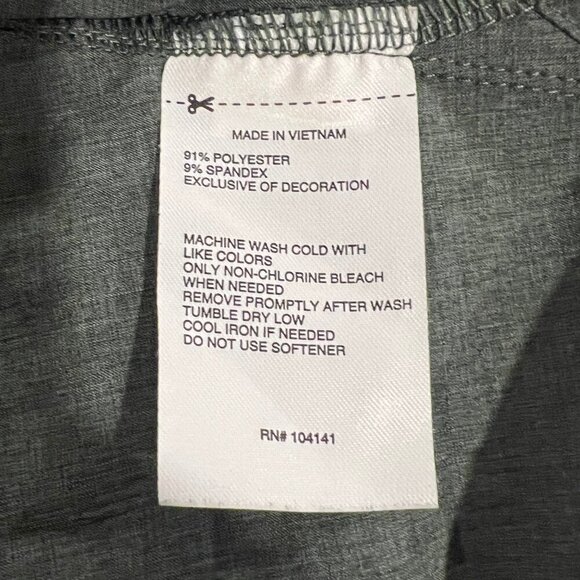 MADE IN VIETNAM
91% POLYESTER
9% SPANDEX
EXCLUSIVE OF DECORATION
MACHINE WASH COLD WITH
LIKE COLORS
ONLY NON-CHLORINE BLEACH
WHEN NEEDED
REMOVE PROMPTLY AFTER WASH
TUMBLE DRY LOW
COOL IRON IF NEEDED
DO NOT USE SOFTENER
RN# 104141